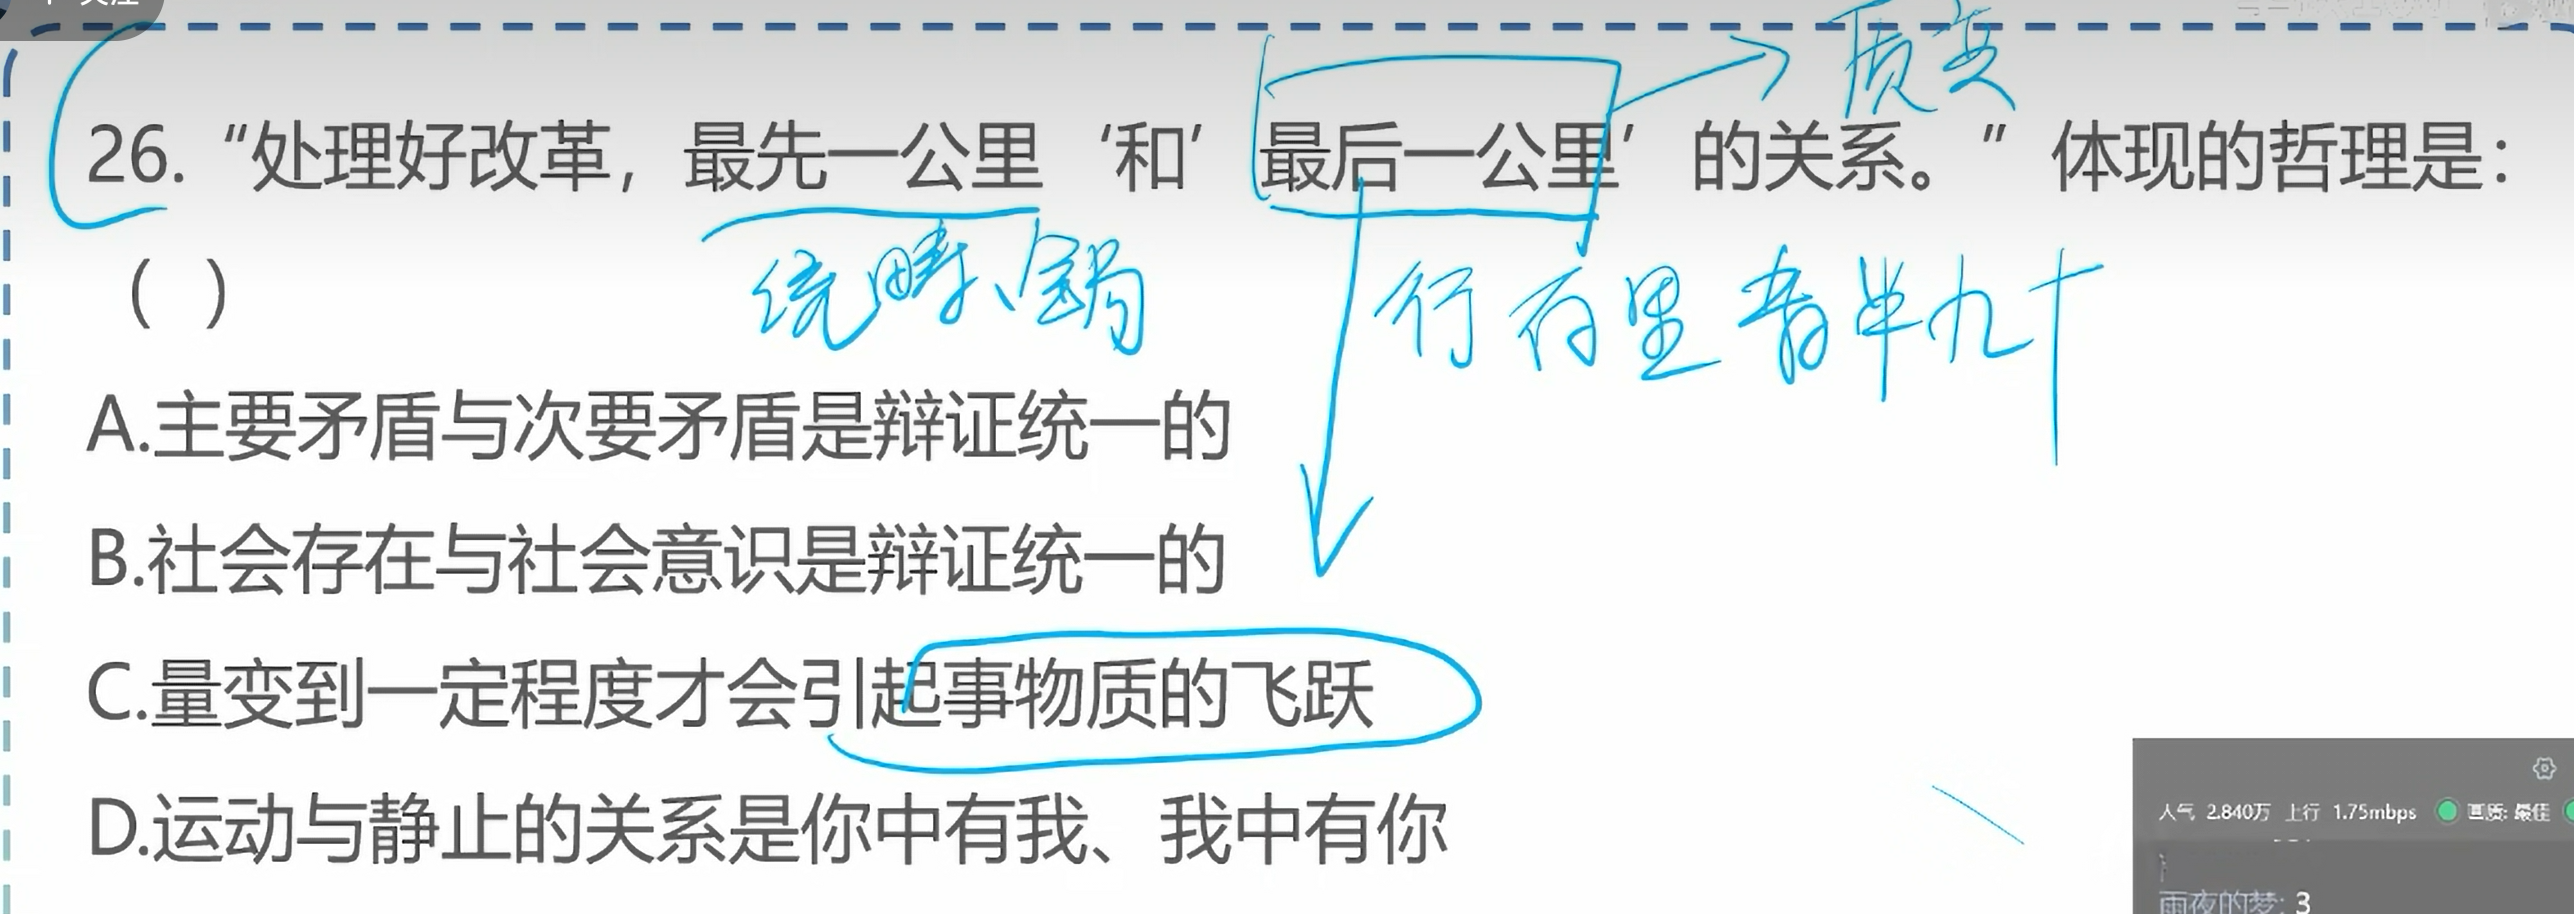 关注
质变
26. “处理好改革，最先一公里 ‘和’ 最后一公里’ 的关系。” 体现的哲理是：
（ ）
统畴、锅
行百里者半九十
A.主要矛盾与次要矛盾是辩证统一的
B.社会存在与社会意识是辩证统一的
C.量变到一定程度才会引起事物质的飞跃
D.运动与静止的关系是你中有我、我中有你
人气 2.840万 上行 1.75mbps 画质: 最佳
雨夜的梦: 3